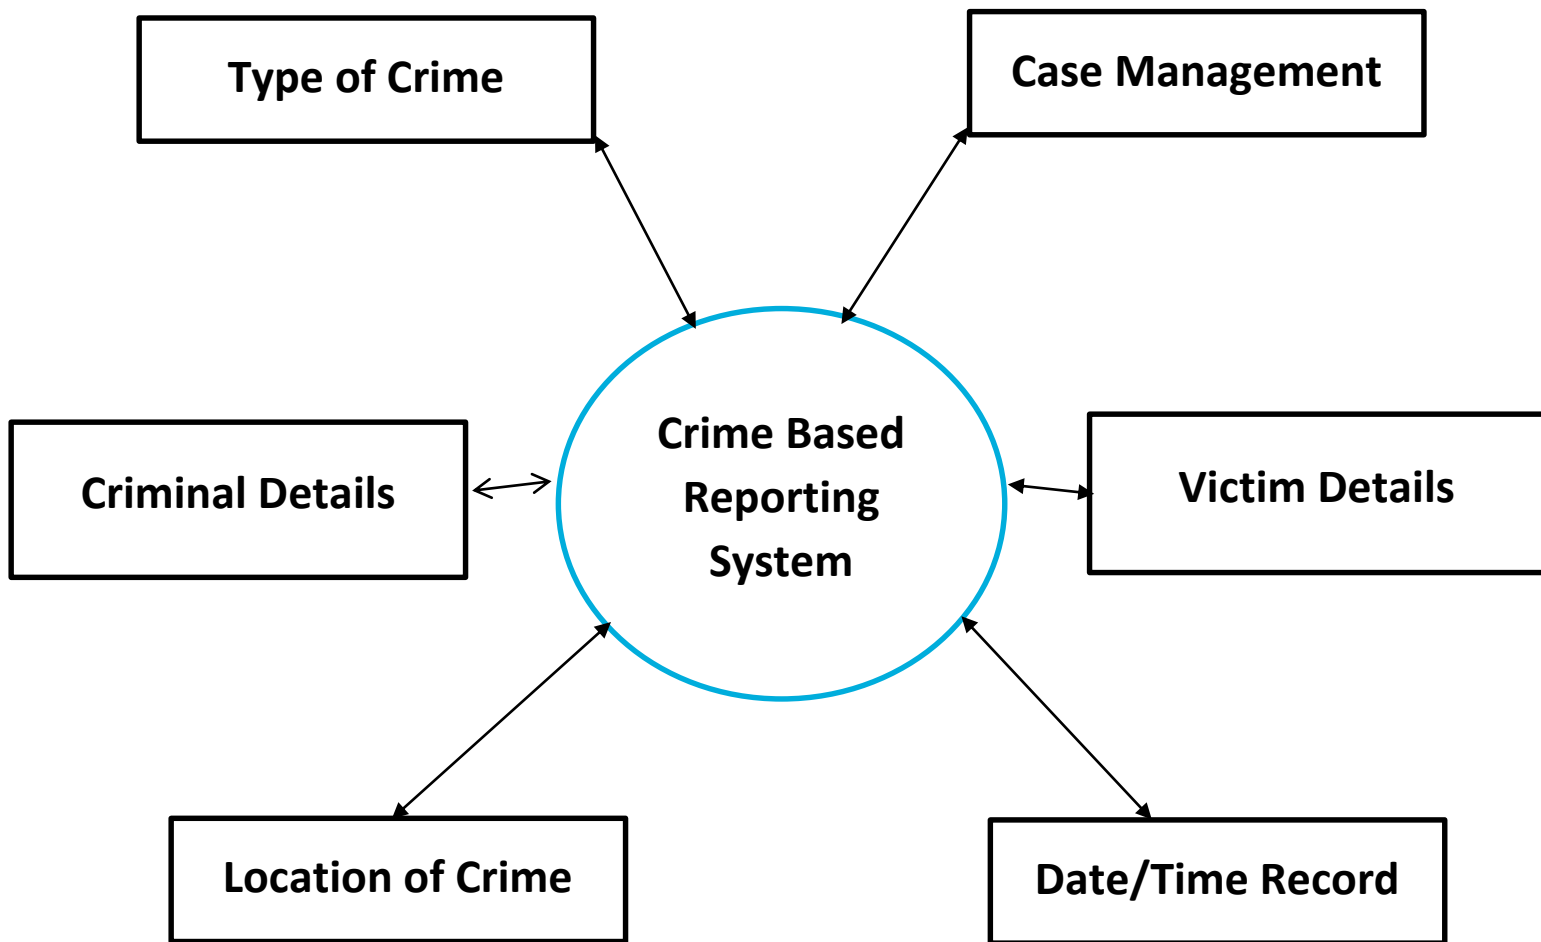 Type of Crime
Case Management
Crime Based
Reporting
System
Criminal Details
Victim Details
Location of Crime
Date/Time Record